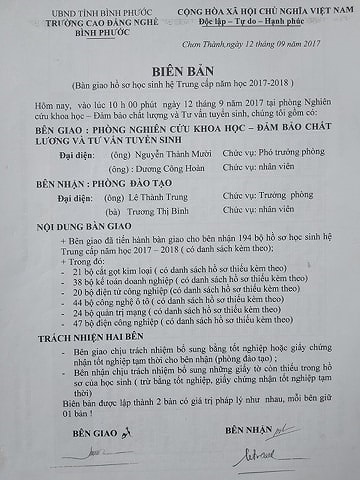 UBND TỈNH BÌNH PHƯỚC
TRƯỜNG CAO ĐẲNG NGHỀ
BÌNH PHƯỚC
CỘNG HÒA XÃ HỘI CHỦ NGHĨA VIỆT NAM
Độc lập – Tự do – Hạnh phúc
Chơn Thành, ngày 12 tháng 09 năm 2017
BIÊN BẢN
(Bàn giao hồ sơ học sinh hệ Trung cấp năm học 2017-2018 )
Hôm nay, vào lúc 10 h 00 phút ngày 12 tháng 9 năm 2017 tại phòng Nghiên
cứu khoa học – Đảm bảo chất lượng và Tư vấn tuyển sinh, chúng tôi gồm có:
BÊN GIAO : PHÒNG NGHIÊN CỨU KHOA HỌC – ĐẢM BẢO CHẤT
LƯỢNG VÀ TƯ VẤN TUYỂN SINH
Đại diện: (ông) Nguyễn Thành Mười Chức vụ: Phó trưởng phòng
(ông) : Dương Công Hoàn Chức vụ: nhân viên
BÊN NHẬN : PHÒNG ĐÀO TẠO
Đại diện: (ông) Lê Thành Trung Chức vụ: Trưởng phòng
(bà) Trương Thị Bình Chức vụ: nhân viên
NỘI DUNG BÀN GIAO
+ Bên giao đã tiến hành bàn giao cho bên nhận 194 bộ hồ sơ học sinh hệ
Trung cấp năm học 2017 – 2018 ( có danh sách kèm theo);
+ Trong đó:
- 21 bộ cắt gọt kim loại ( có danh sách hồ sơ thiếu kèm theo)
- 38 bộ kế toán doanh nghiệp ( có danh sách hồ sơ thiếu kèm theo)
- 20 bộ điện tử công nghiệp (có danh sách hồ sơ thiếu kèm theo)
- 44 bộ công nghệ ô tô ( có danh sách hồ sơ thiếu kèm theo)
- 24 bộ quản trị mạng ( có danh sách hồ sơ thiếu kèm theo)
- 47 bộ điện công nghiệp ( có danh sách hồ sơ thiếu kèm theo)
TRÁCH NHIỆM HAI BÊN
- Bên giao chịu trách nhiệm bổ sung bằng tốt nghiệp hoặc giấy chứng
nhận tốt nghiệp tạm thời cho bên nhận (phòng đào tạo) ;
- Bên nhận chịu trách nhiệm bổ sung những giấy tờ còn thiếu trong hồ
sơ của học sinh ( trừ bằng tốt nghiệp, giấy chứng nhận tốt nghiệp tạm
thời)
Biên bản được lập thành 2 bản có giá trị pháp lý như nhau, mỗi bên giữ
01 bản !
BÊN GIAO
BÊN NHẬN